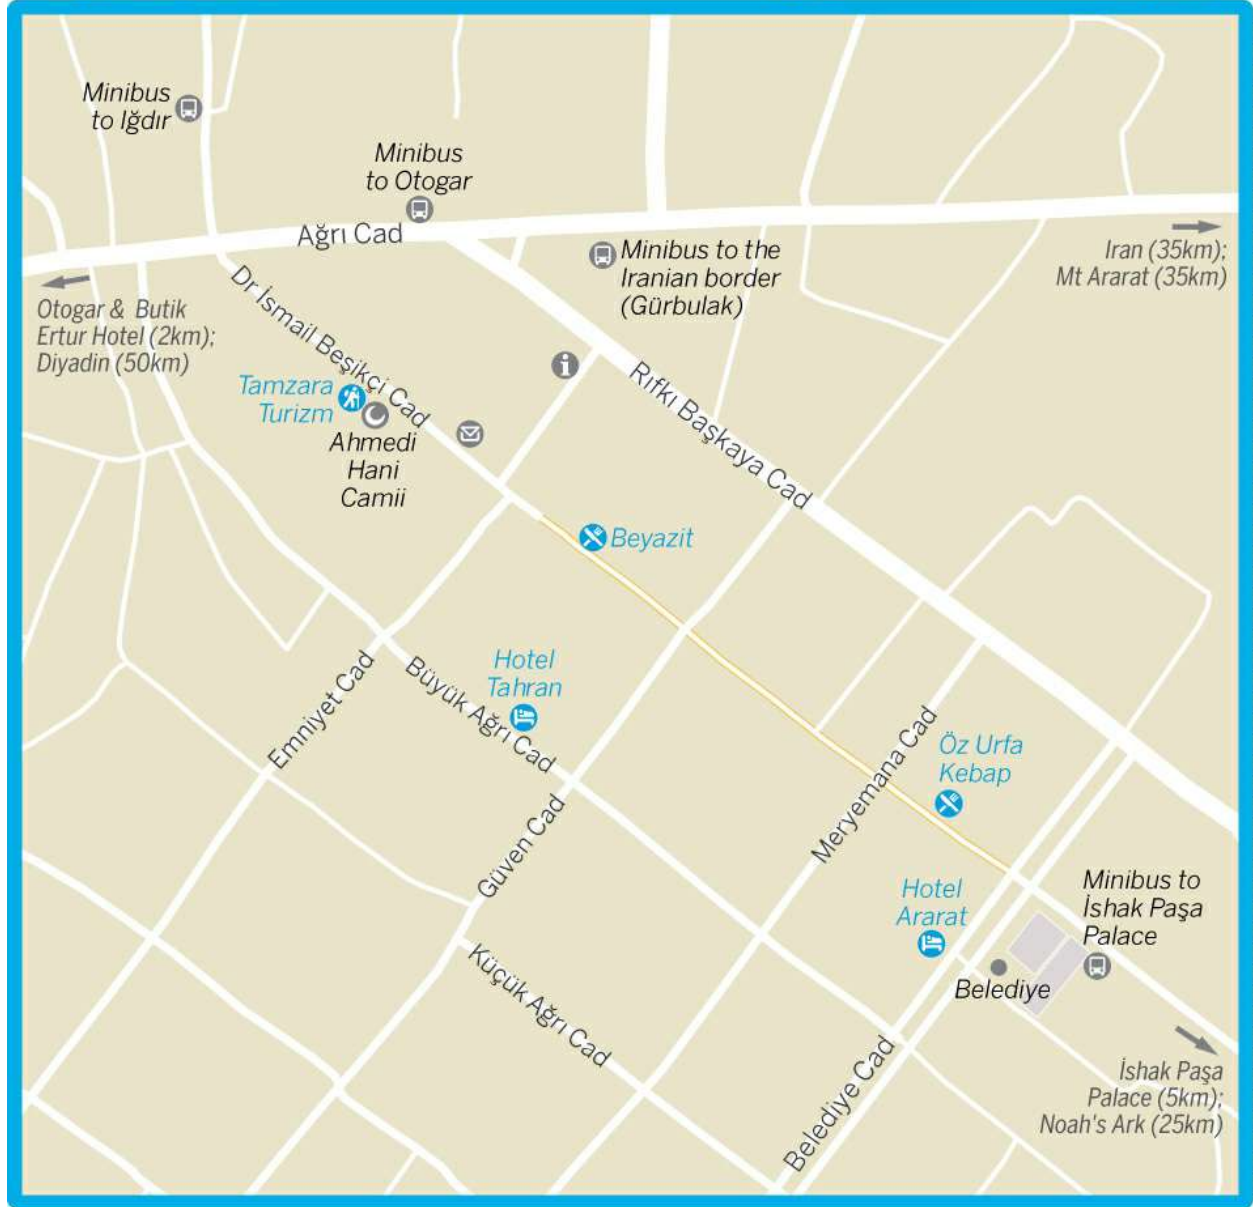 Minibus
to Iğdır
Minibus
to Otogar
Ağrı Cad
Minibus to the
Iranian border
(Gürbulak)
Iran (35km);
Mt Ararat (35km)
Otogar & Butik
Ertur Hotel (2km);
Diyadin (50km)
Dr İsmail Beşikçi Cad
Tamzara
Turizm
Ahmedi
Hani
Camii
Rıfkı Başkaya Cad
Beyazit
Hotel
Tahran
Büyük Ağrı Cad
Emniyet Cad
Güven Cad
Meryemana Cad
Öz Urfa
Kebap
Hotel
Ararat
Minibus to
İshak Paşa
Palace
Belediye
Küçük Ağrı Cad
Belediye Cad
İshak Paşa
Palace (5km);
Noah's Ark (25km)